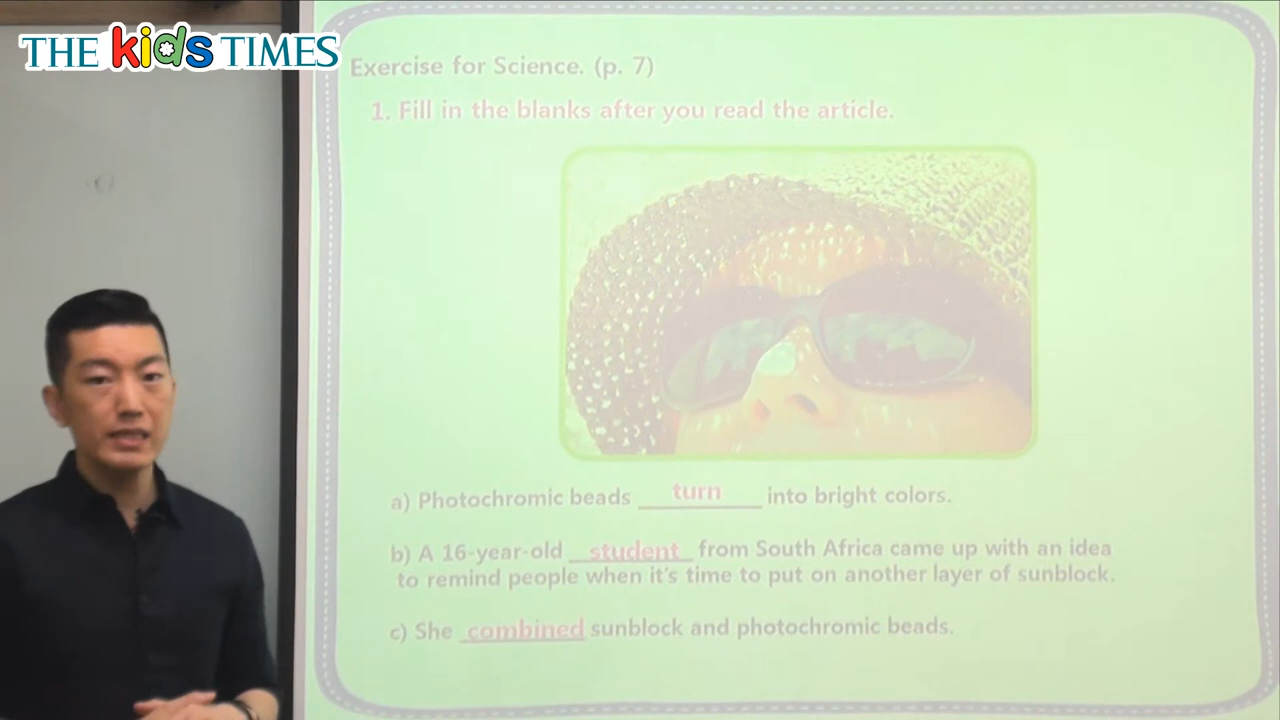 THE kids TIMES
Exercise for Science. (p. 7)
1. Fill in the blanks after you read the article.
a) Photochromic beads turn into bright colors.
b) A 16-year-old student from South Africa came up with an idea
to remind people when it's time to put on another layer of sunblock.
c) She combined sunblock and photochromic beads.